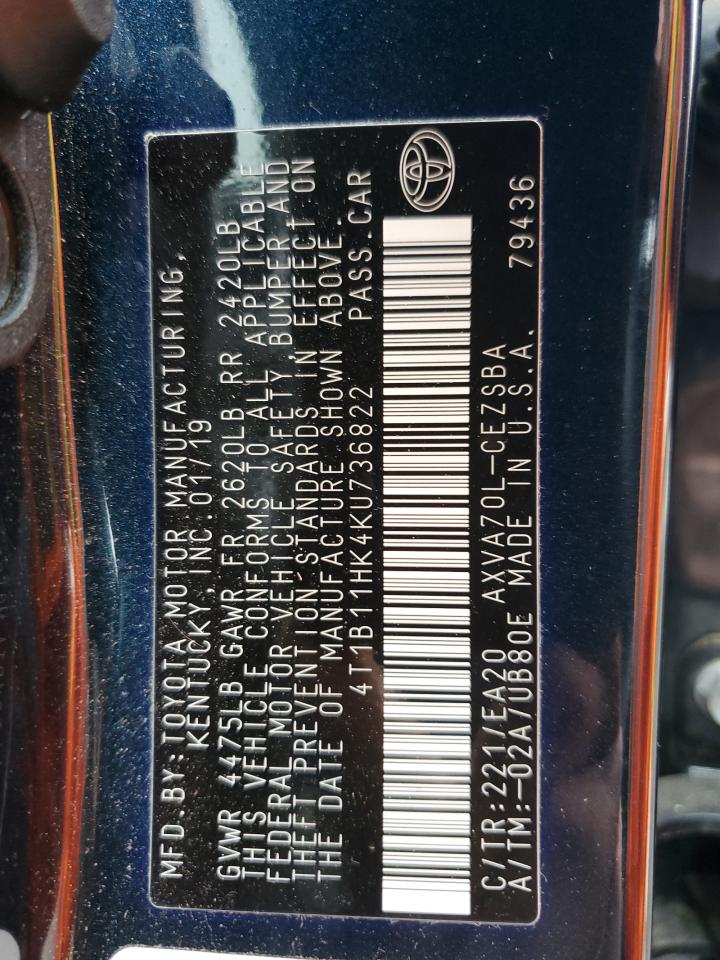 MFD.BY:TOYOTA MOTOR MANUFACTURING,
KENTUCKY, INC. 01/19
GVWR 4475LB GAWR FR 2620LB RR 2420LB
THIS VEHICLE CONFORMS TO ALL APPLICABLE
FEDERAL MOTOR VEHICLE SAFETY, BUMPER AND
THEFT PREVENTION STANDARDS IN EFFECT ON
THE DATE OF MANUFACTURE SHOWN ABOVE
4T1B11HK4KU736822 PASS.CAR
C/TR:221/EA20 AXVA70L-CEZSBA
A/TM:-02A/UB80E MADE IN U.S.A. 79436